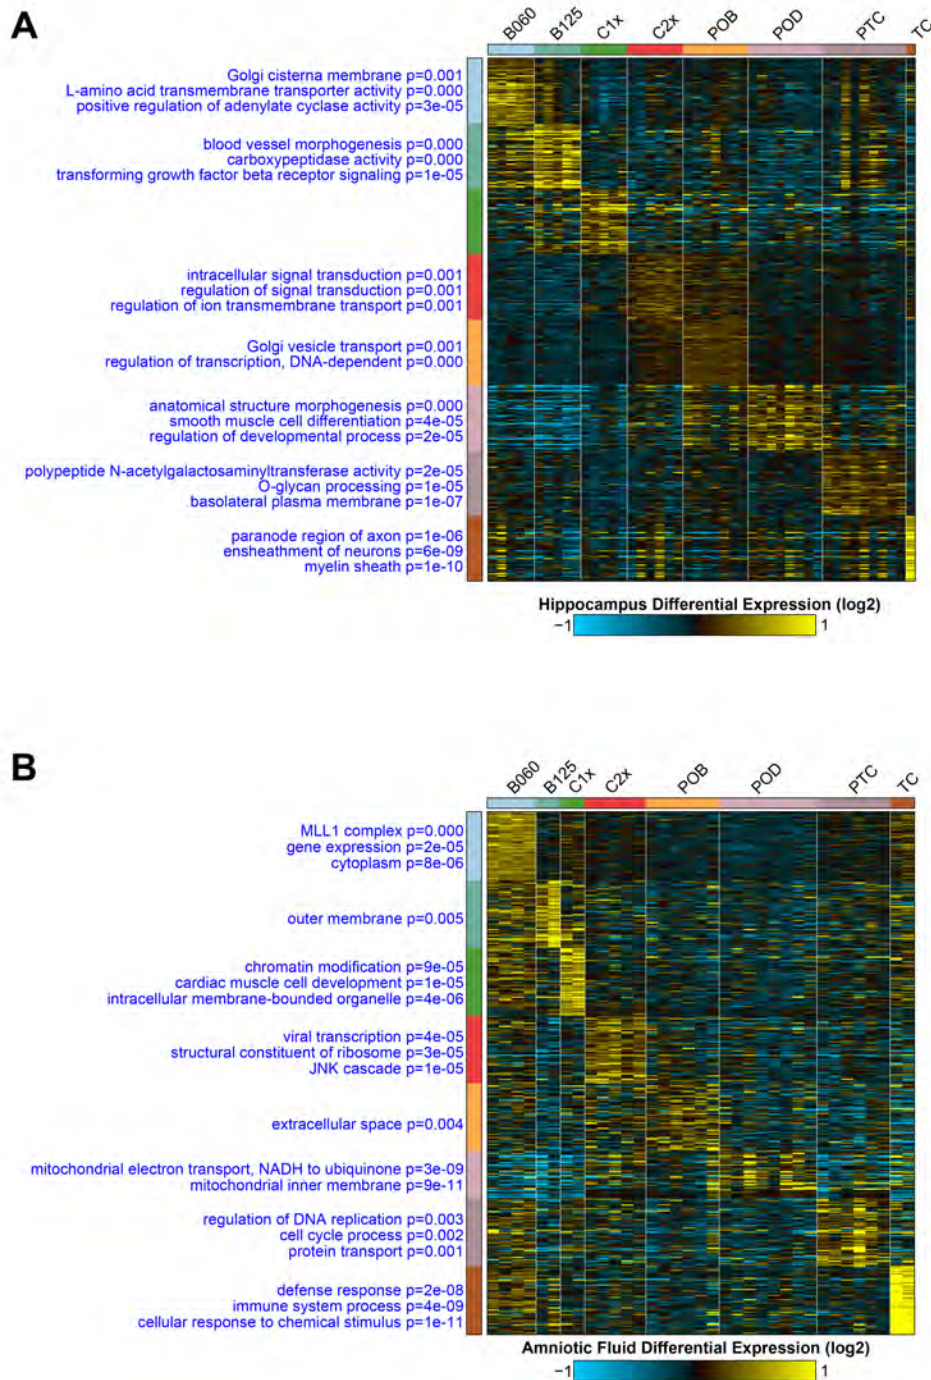 A
B060 B125 C1x C2x POB POD PTC TC
Golgi cisterna membrane p=0.001
L-amino acid transmembrane transporter activity p=0.000
positive regulation of adenylate cyclase activity p=3e-05
blood vessel morphogenesis p=0.000
carboxypeptidase activity p=0.000
transforming growth factor beta receptor signaling p=1e-05
intracellular signal transduction p=0.001
regulation of signal transduction p=0.001
regulation of ion transmembrane transport p=0.001
Golgi vesicle transport p=0.001
regulation of transcription, DNA-dependent p=0.000
anatomical structure morphogenesis p=0.000
smooth muscle cell differentiation p=4e-05
regulation of developmental process p=2e-05
polypeptide N-acetylgalactosaminyltransferase activity p=2e-05
O-glycan processing p=1e-05
basolateral plasma membrane p=1e-07
paranode region of axon p=1e-06
ensheathment of neurons p=6e-09
myelin sheath p=1e-10
Hippocampus Differential Expression (log2)
−1 1
B
B060 B125 C1x C2x POB POD PTC TC
MLL1 complex p=0.000
gene expression p=2e-05
cytoplasm p=8e-06
outer membrane p=0.005
chromatin modification p=9e-05
cardiac muscle cell development p=1e-05
intracellular membrane-bounded organelle p=4e-06
viral transcription p=4e-05
structural constituent of ribosome p=3e-05
JNK cascade p=1e-05
extracellular space p=0.004
mitochondrial electron transport, NADH to ubiquinone p=3e-09
mitochondrial inner membrane p=9e-11
regulation of DNA replication p=0.003
cell cycle process p=0.002
protein transport p=0.001
defense response p=2e-08
immune system process p=4e-09
cellular response to chemical stimulus p=1e-11
Amniotic Fluid Differential Expression (log2)
−1 1